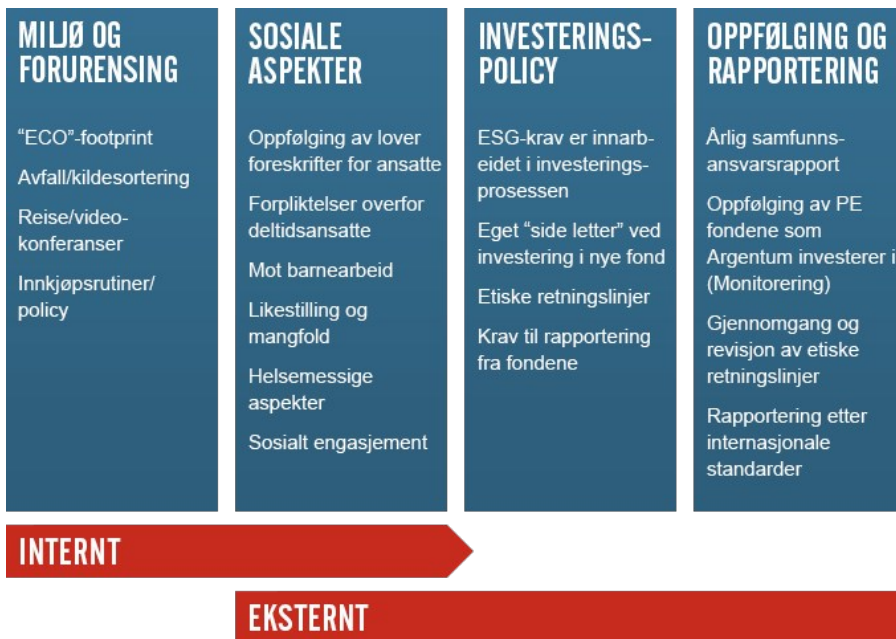 MILJØ OG
FORURENSING
“ECO”-footprint
Avfall/kildesortering
Reise/video-
konferanser
Innkjøpsrutiner/
policy
SOSIALE
ASPEKTER
Oppfølging av lover
foreskrifter for ansatte
Forpliktelser overfor
deltidsansatte
Mot barnearbeid
Likestilling og
mangfold
Helsemessige
aspekter
Sosialt engasjement
INVESTERINGS-
POLICY
ESG-krav er innarb-
eidet i investerings-
prosessen
Eget “side letter” ved
investering i nye fond
Etiske retningslinjer
Krav til rapportering
fra fondene
OPPFØLGING OG
RAPPORTERING
Årlig samfunns-
ansvarsrapport
Oppfølging av PE
fondene som
Argentum investerer i
(Monitorering)
Gjennomgang og
revisjon av etiske
retningslinjer
Rapportering etter
internasjonale
standarder
INTERNT
EKSTERNT